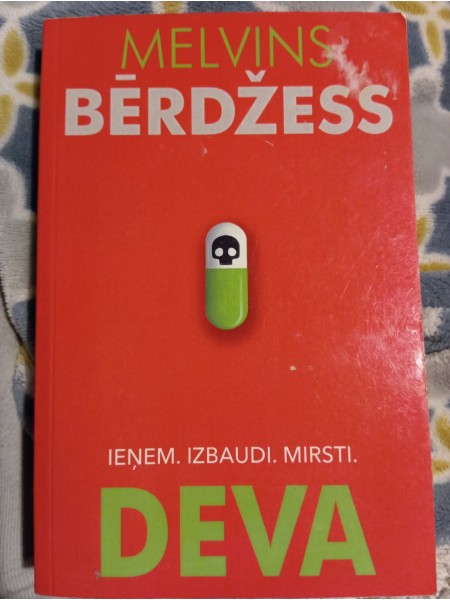 MELVINS
BĒRDŽESS
IEŅEM. IZBAUDI. MIRSTI.
DEVA